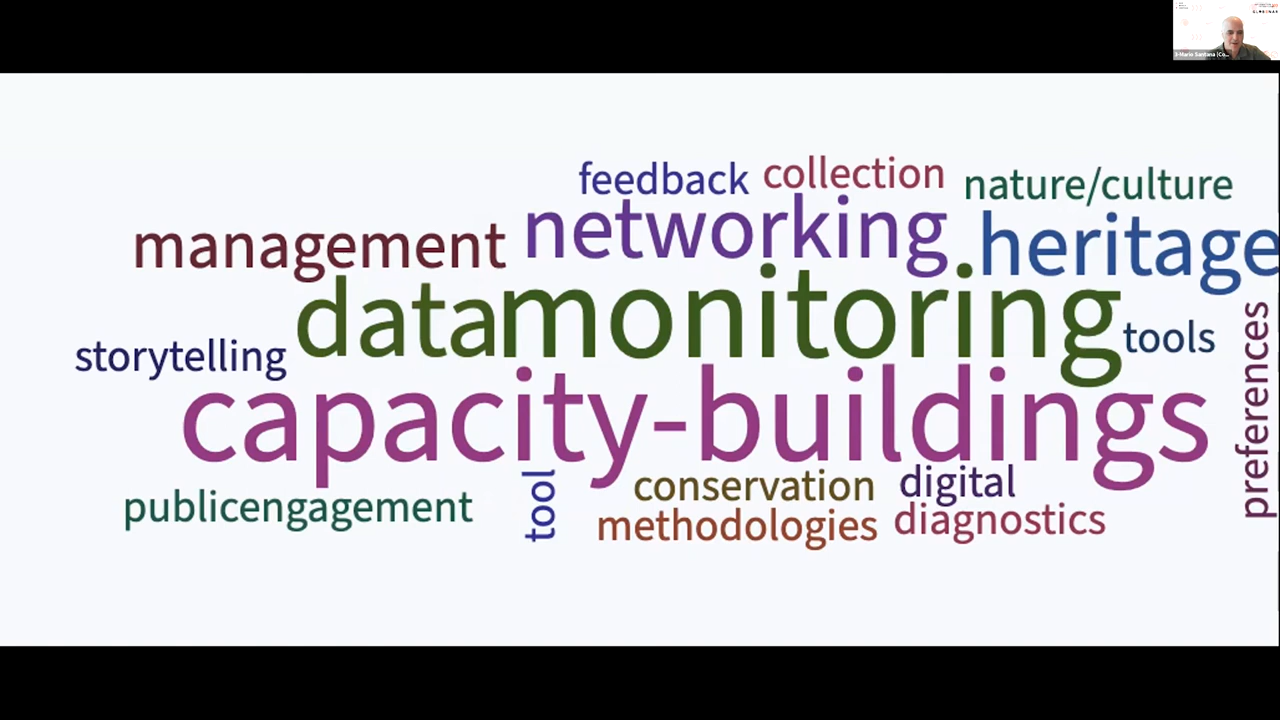 feedback collection nature/culture
management networking heritage
datamonitoring tools
storytelling
preferences
capacity-buildings
tool conservation digital
publicengagement methodologies diagnostics